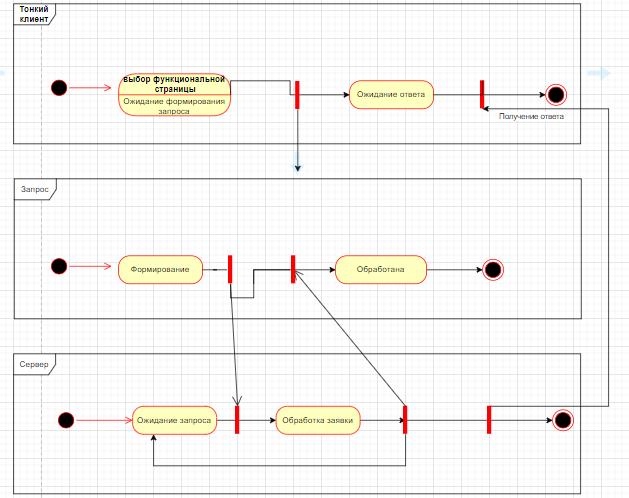 Тонкий
клиент
выбор функциональной
страницы
Ожидание формирования
запроса
Ожидание ответа
Получение ответа
Запрос
Формирование
Обработана
Сервер
Ожидание запроса
Обработка заявки